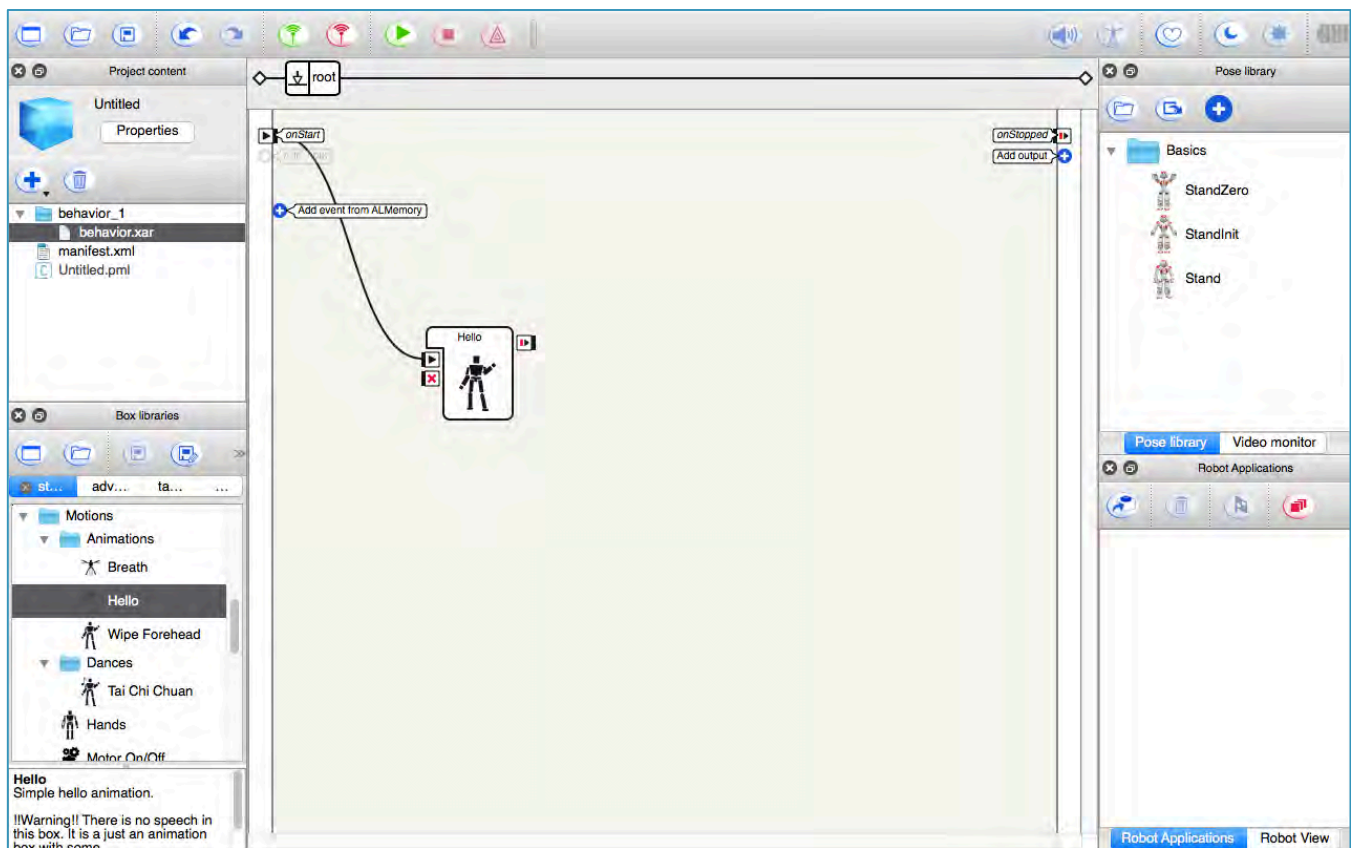 Project content
Untitled
Properties
behavior_1
behavior.xar
manifest.xml
Untitled.pml
Box libraries
st...
adv...
ta...
...
Motions
Animations
Breath
Hello
Wipe Forehead
Dances
Tai Chi Chuan
Hands
Motor On/Off
Hello
Simple hello animation.
!!Warning!! There is no speech in
this box. It is a just an animation
box with some
root
onStart
Add event from ALMemory
Hello
onStopped
Add output
Pose library
Basics
StandZero
StandInit
Stand
Pose library
Video monitor
Robot Applications
Robot Applications
Robot View